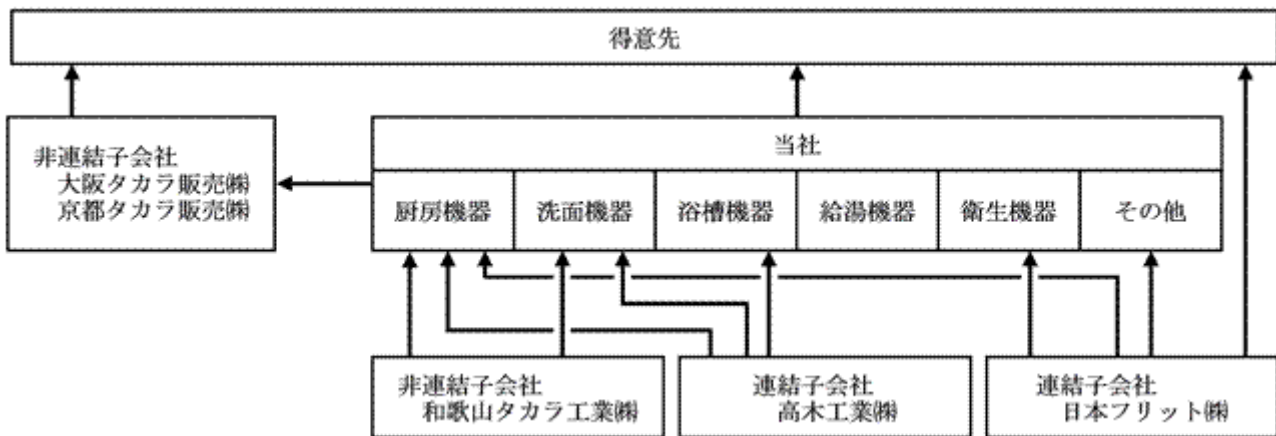 得意先
非連結子会社
大阪タカラ販売㈱
京都タカラ販売㈱
当社
厨房機器
洗面機器
浴槽機器
給湯機器
衛生機器
その他
非連結子会社
和歌山タカラ工業㈱
連結子会社
高木工業㈱
連結子会社
日本フリット㈱